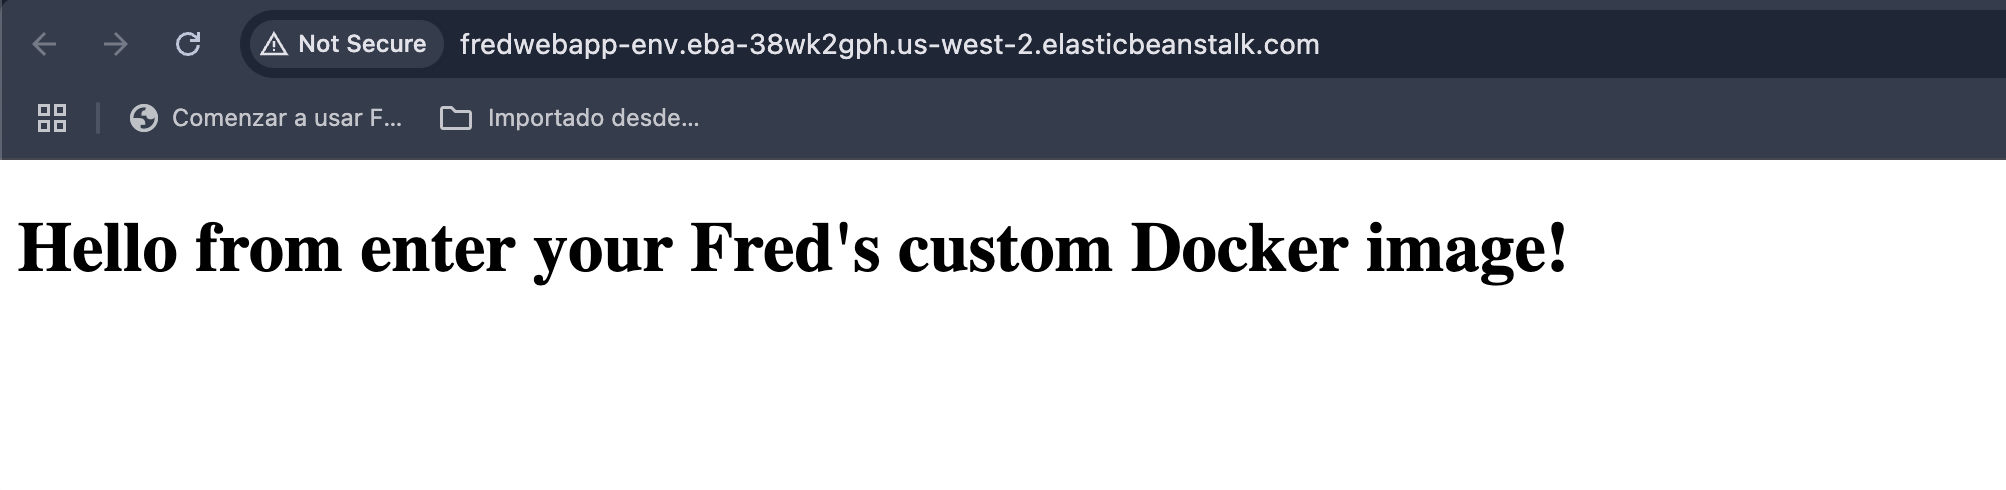 Not Secure fredwebapp-env.eba-38wk2gph.us-west-2.elasticbeanstalk.com
Comenzar a usar F... Importado desde...
Hello from enter your Fred's custom Docker image!